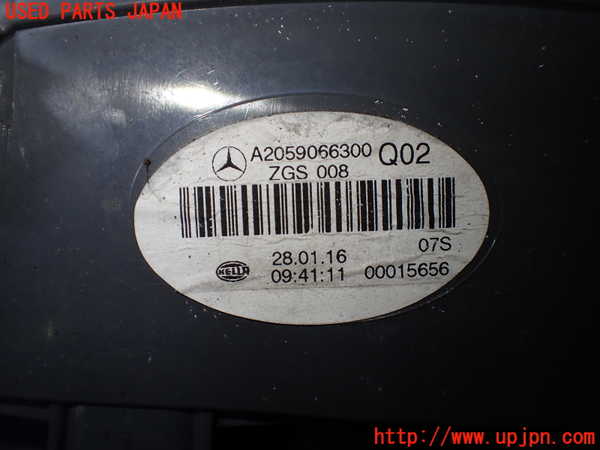 USED PARTS JAPAN
A2059066300 Q02
ZGS 008
07S
28.01.16
HELLA
09:41:11 00015656
http://www.upjpn.com/